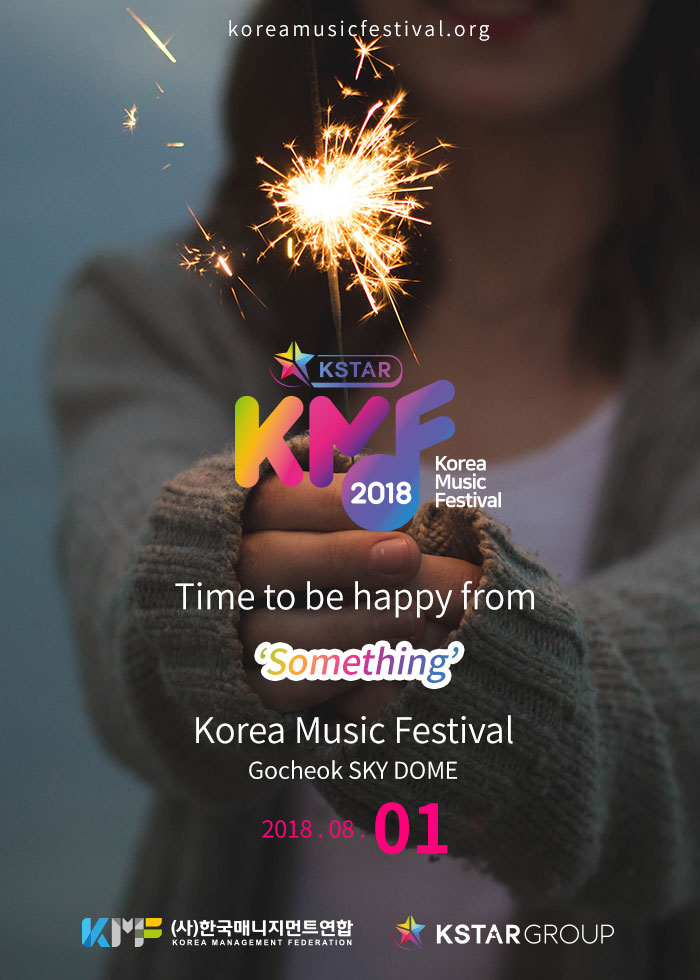 koreamusicfestival.org
KSTAR
KMF
2018
Korea
Music
Festival
Time to be happy from
‘Something’
Korea Music Festival
Gocheok SKY DOME
2018 . 08 . 01
KMF (사)한국매니지먼트연합
KOREA MANAGEMENT FEDERATION
KSTARGROUP